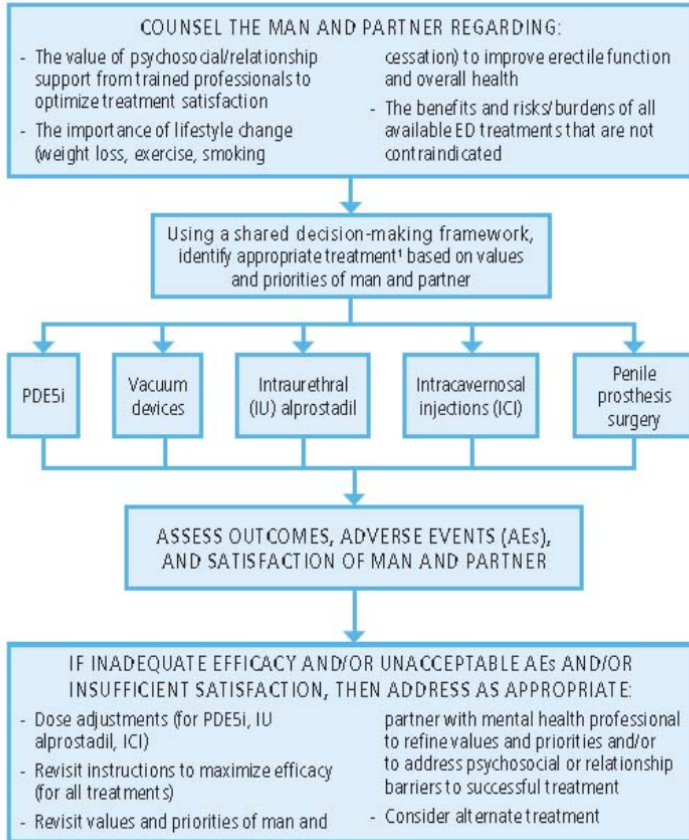 COUNSEL THE MAN AND PARTNER REGARDING:
- The value of psychosocial/relationship
support from trained professionals to
optimize treatment satisfaction
- The importance of lifestyle change
(weight loss, exercise, smoking
cessation) to improve erectile function
and overall health
- The benefits and risks/burdens of all
available ED treatments that are not
contraindicated
Using a shared decision-making framework,
identify appropriate treatment¹ based on values
and priorities of man and partner
PDE5i
Vacuum
devices
Intraurethral
(IU) alprostadil
Intracavernosal
injections (ICI)
Penile
prosthesis
surgery
ASSESS OUTCOMES, ADVERSE EVENTS (AEs),
AND SATISFACTION OF MAN AND PARTNER
IF INADEQUATE EFFICACY AND/OR UNACCEPTABLE AEs AND/OR
INSUFFICIENT SATISFACTION, THEN ADDRESS AS APPROPRIATE:
- Dose adjustments (for PDE5i, IU
alprostadil, ICI)
- Revisit instructions to maximize efficacy
(for all treatments)
- Revisit values and priorities of man and
partner with mental health professional
to refine values and priorities and/or
to address psychosocial or relationship
barriers to successful treatment
- Consider alternate treatment